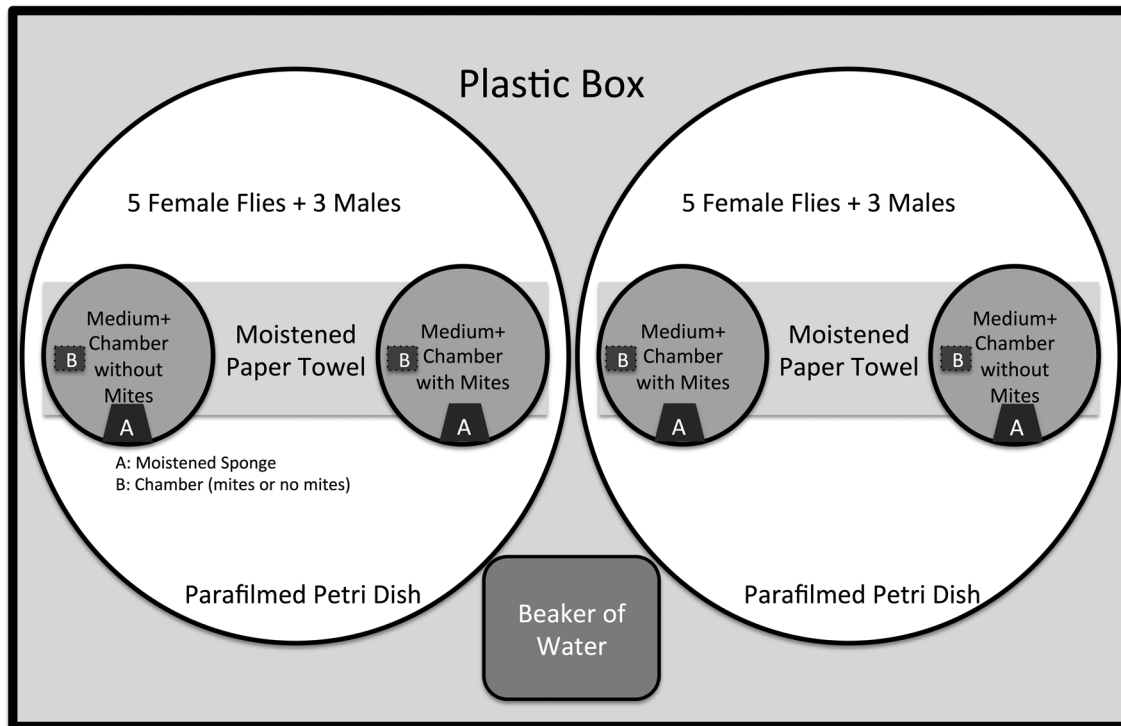 Plastic Box
5 Female Flies + 3 Males
5 Female Flies + 3 Males
Medium+
Chamber
without
Mites
B
A
Moistened
Paper Towel
Medium+
Chamber
with Mites
B
A
Medium+
Chamber
with Mites
B
A
Moistened
Paper Towel
Medium+
Chamber
without
Mites
B
A
A: Moistened Sponge
B: Chamber (mites or no mites)
Parafilmed Petri Dish
Parafilmed Petri Dish
Beaker of
Water